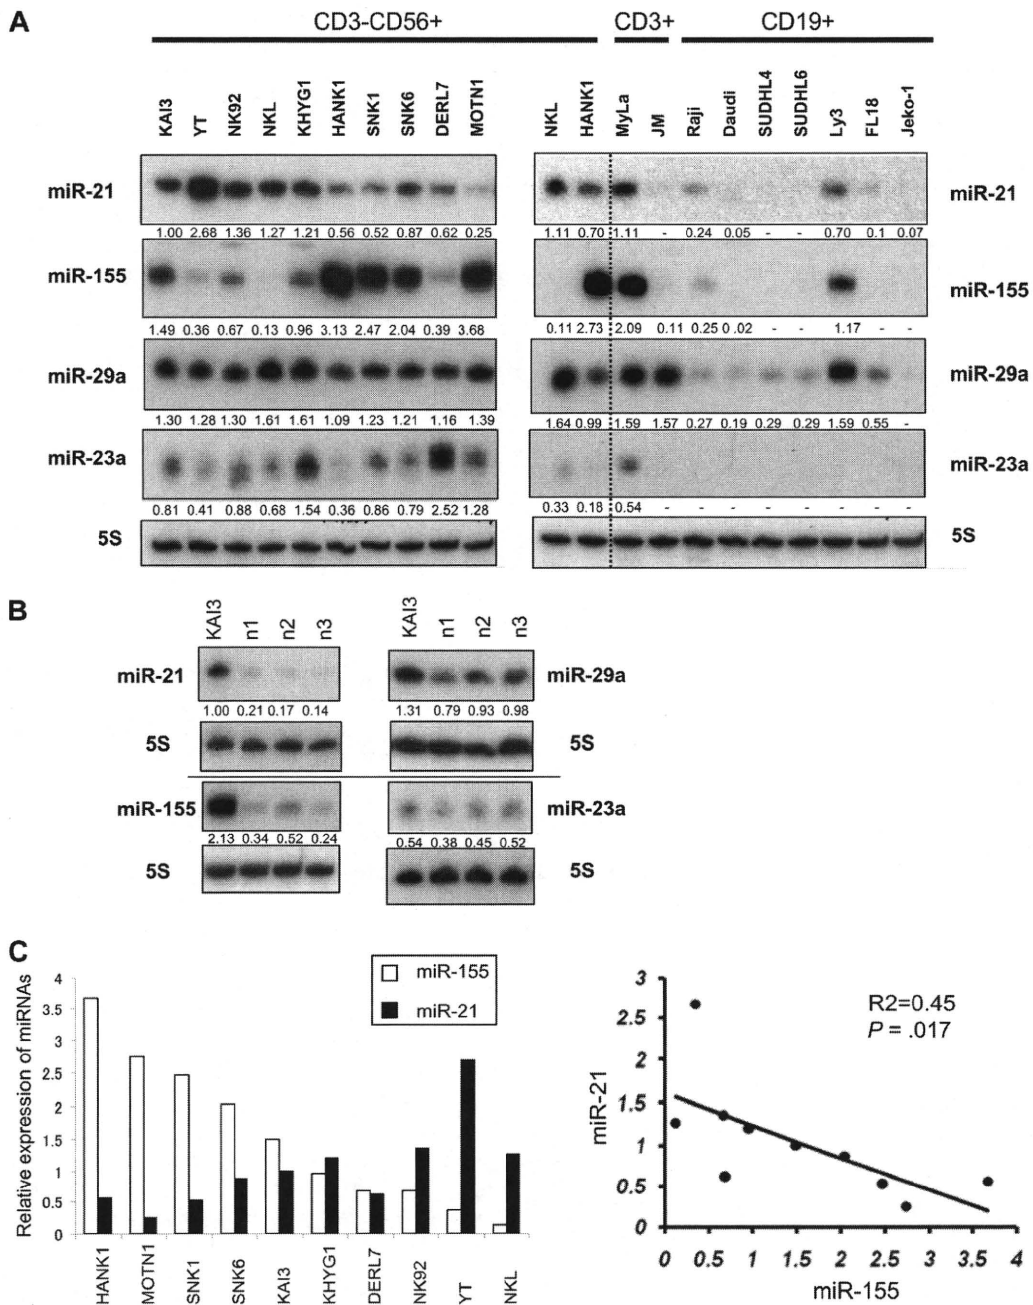 A
CD3-CD56+ CD3+ CD19+
KAI3 YT NK92 NKL KHYG1 HANK1 SNK1 SNK6 DERL7 MOTN1 NKL HANK1 MyLa JM Raji Daudi SUDHL4 SUDHL6 Ly3 FL18 Jeko-1
miR-21 miR-21
1.00 2.68 1.36 1.27 1.21 0.56 0.52 0.87 0.62 0.25 1.11 0.70 1.11 - 0.24 0.05 - - 0.70 0.1 0.07
miR-155 miR-155
1.49 0.36 0.67 0.13 0.96 3.13 2.47 2.04 0.39 3.68 0.11 2.73 2.09 0.11 0.25 0.02 - - 1.17 - -
miR-29a miR-29a
1.30 1.28 1.30 1.61 1.61 1.09 1.23 1.21 1.16 1.39 1.64 0.99 1.59 1.57 0.27 0.19 0.29 0.29 1.59 0.55 -
miR-23a miR-23a
0.81 0.41 0.88 0.68 1.54 0.36 0.86 0.79 2.52 1.28 0.33 0.18 0.54 - - - - - - - -
5S 5S
B
KAI3 n1 n2 n3 KAI3 n1 n2 n3
miR-21 miR-29a
1.00 0.21 0.17 0.14 1.31 0.79 0.93 0.98
5S 5S
miR-155 miR-23a
2.13 0.34 0.52 0.24 0.54 0.38 0.45 0.52
5S 5S
C
Relative expression of miRNAs
4
3.5
3
2.5
2
1.5
1
0.5
0
miR-155
miR-21
HANK1 MOTN1 SNK1 SNK6 KAI3 KHYG1 DERL7 NK92 YT NKL
R2=0.45
P = .017
miR-21
3
2.5
2
1.5
1
0.5
0
0 0.5 1 1.5 2 2.5 3 3.5 4
miR-155